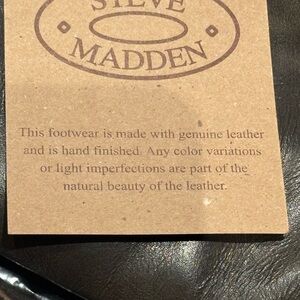 STEVE
MADDEN
This footwear is made with genuine leather
and is hand finished. Any color variations
or light imperfections are part of the
natural beauty of the leather.